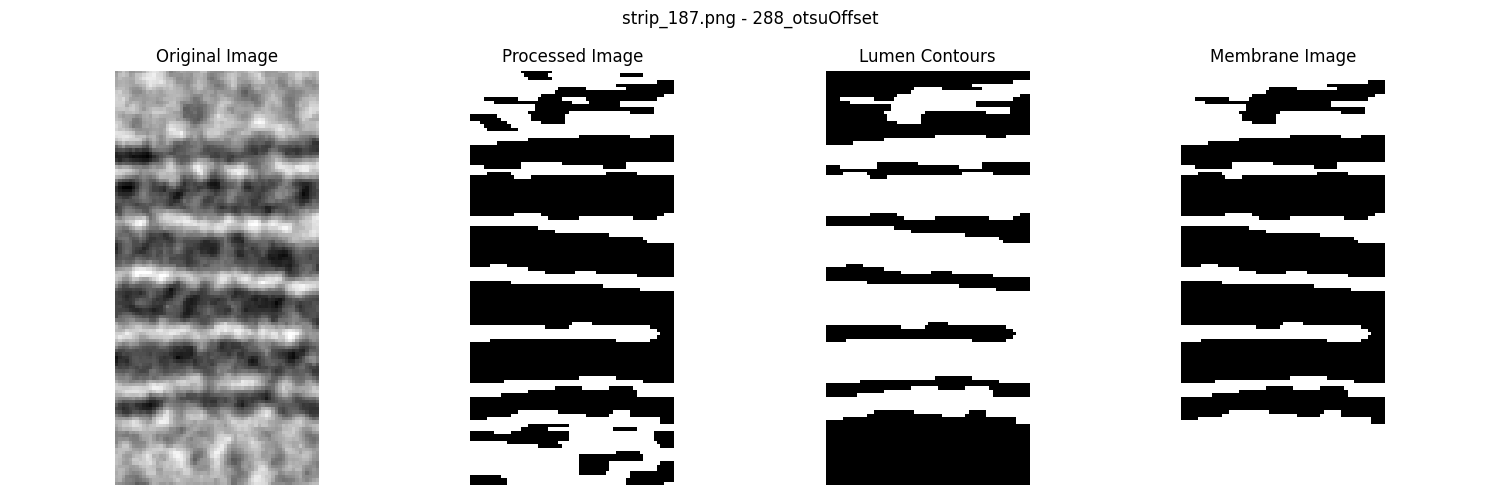 strip_187.png - 288_otsuOffset
Original Image
Processed Image
Lumen Contours
Membrane Image